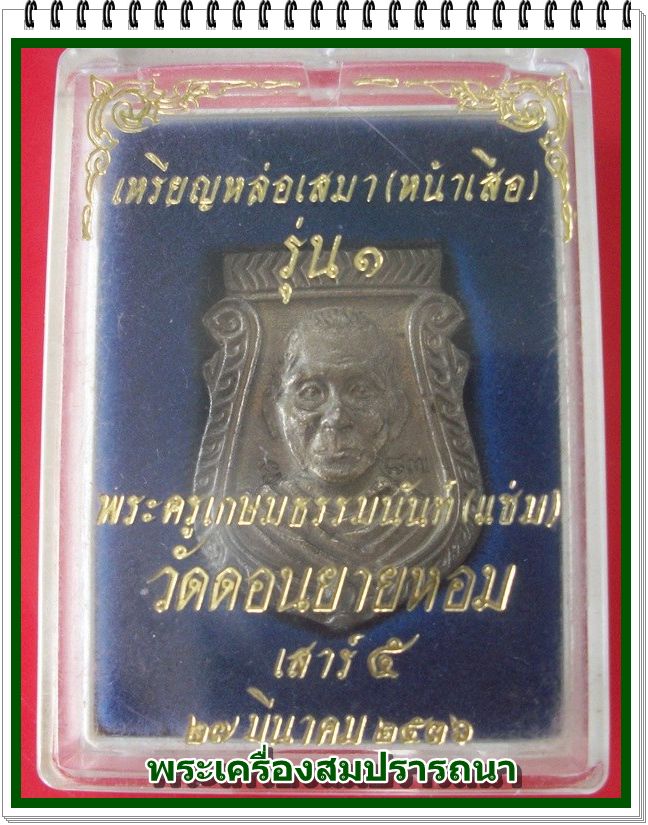 เหรียญหล่อเสมา(หน้าเสือ)
รุ่น ๑
พระครูเกษมธรรมนันท์(แช่ม)
วัดดอนยายหอม
เสาร์ ๕
๒๗ มีนาคม ๒๕๓๖
พระเครื่องสมปรารถนา